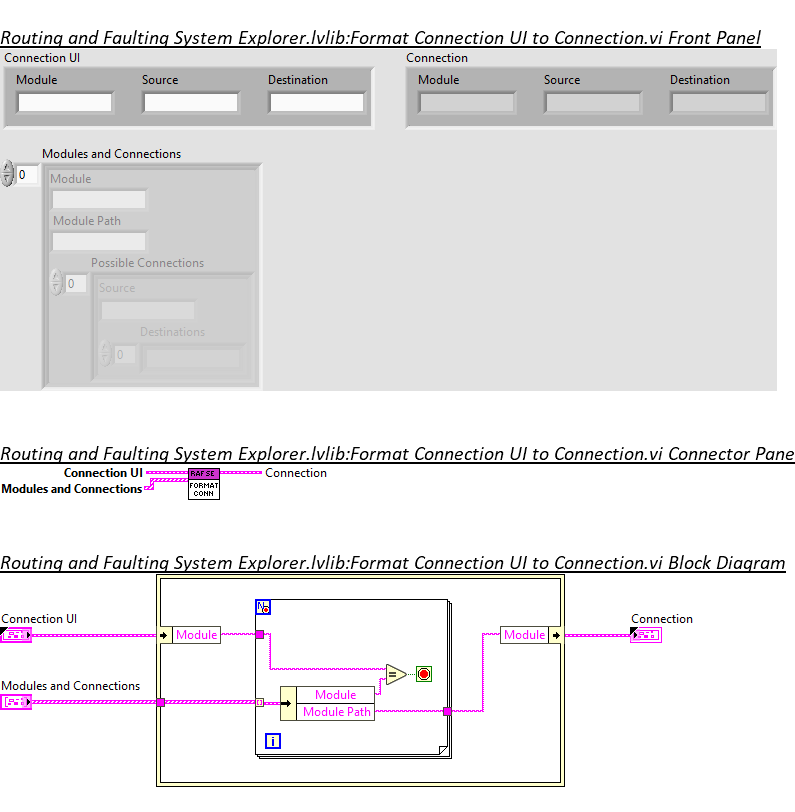 Routing and Faulting System Explorer.lvlib:Format Connection UI to Connection.vi Front Panel
Connection UI
Module Source Destination
Connection
Module Source Destination
Modules and Connections
0
Module
Module Path
Possible Connections
0
Source
Destinations
0
Routing and Faulting System Explorer.lvlib:Format Connection UI to Connection.vi Connector Pane
Connection UI
Modules and Connections
RAFSE
FORMAT
CONN
Connection
Routing and Faulting System Explorer.lvlib:Format Connection UI to Connection.vi Block Diagram
Connection UI
Module
N
Module
Connection
=
Modules and Connections
Module
Module Path
i